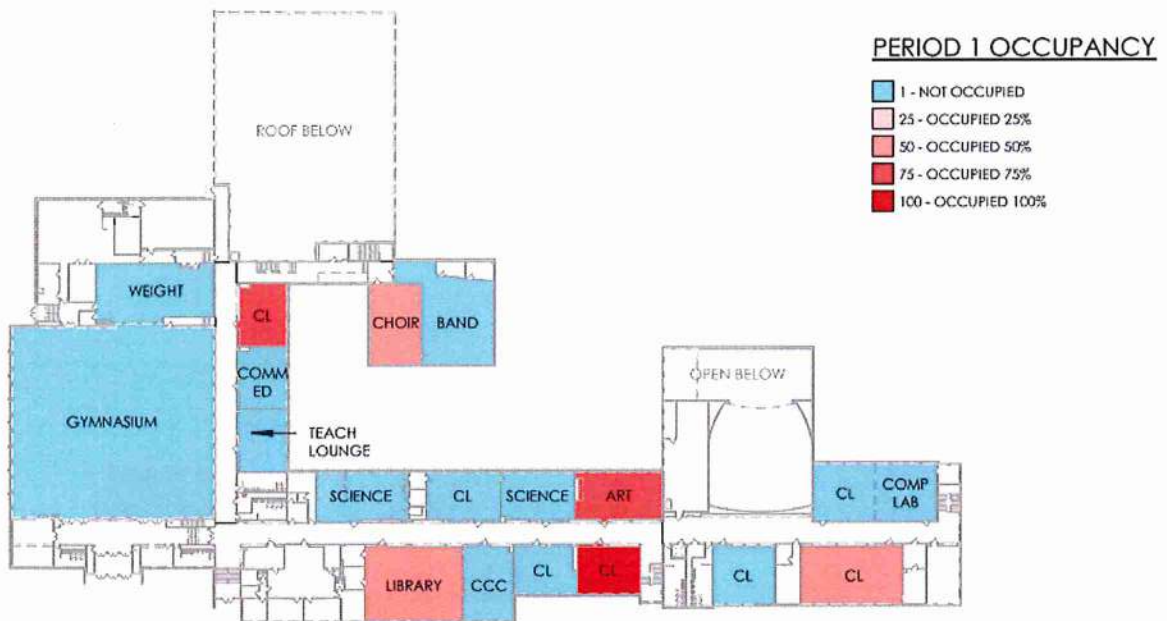 PERIOD 1 OCCUPANCY
1 - NOT OCCUPIED
25 - OCCUPIED 25%
50 - OCCUPIED 50%
75 - OCCUPIED 75%
100 - OCCUPIED 100%
ROOF BELOW
WEIGHT
CL
CHOIR
BAND
COMM
ED
OPEN BELOW
GYMNASIUM
TEACH
LOUNGE
SCIENCE
CL
SCIENCE
ART
CL
COMP
LAB
LIBRARY
CCC
CL
CL
CL
CL